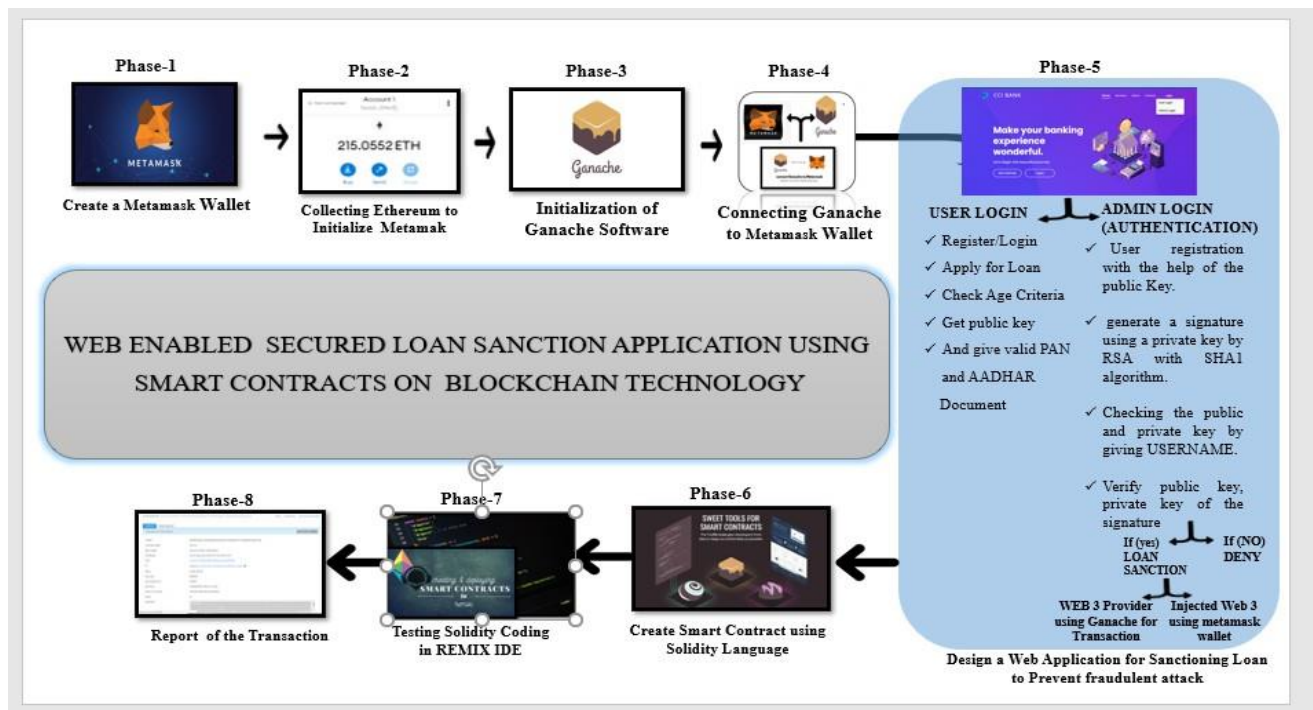 Phase-1
METAMASK
Create a Metamask Wallet
Phase-2
Account 1
215.0552 ETH
Collecting Ethereum to
Initialize Metamak
Phase-3
Ganache
Initialization of
Ganache Software
Phase-4
METAMASK
Ganache
Connecting Ganache
to Metamask Wallet
Phase-5
CCI BANK
Make your banking
experience
wonderful.
USER LOGIN
✓ Register/Login
✓ Apply for Loan
✓ Check Age Criteria
✓ Get public key
✓ And give valid PAN
and AADHAR
Document
ADMIN LOGIN
(AUTHENTICATION)
✓ User registration
with the help of the
public Key.
✓ generate a signature
using a private key by
RSA with SHA1
algorithm.
✓ Checking the public
and private key by
giving USERNAME.
✓ Verify public key,
private key of the
signature
If (yes)
LOAN
SANCTION
If (NO)
DENY
WEB 3 Provider
using Ganache for
Transaction
Injected Web 3
using metamask
wallet
Design a Web Application for Sanctioning Loan
to Prevent fraudulent attack
WEB ENABLED SECURED LOAN SANCTION APPLICATION USING
SMART CONTRACTS ON BLOCKCHAIN TECHNOLOGY
Phase-6
SWEET TOOLS FOR
SMART CONTRACTS
Create Smart Contract using
Solidity Language
Phase-7
creating & deploying
SMART CONTRACTS
in
remix
Testing Solidity Coding
in REMIX IDE
Phase-8
Report of the Transaction